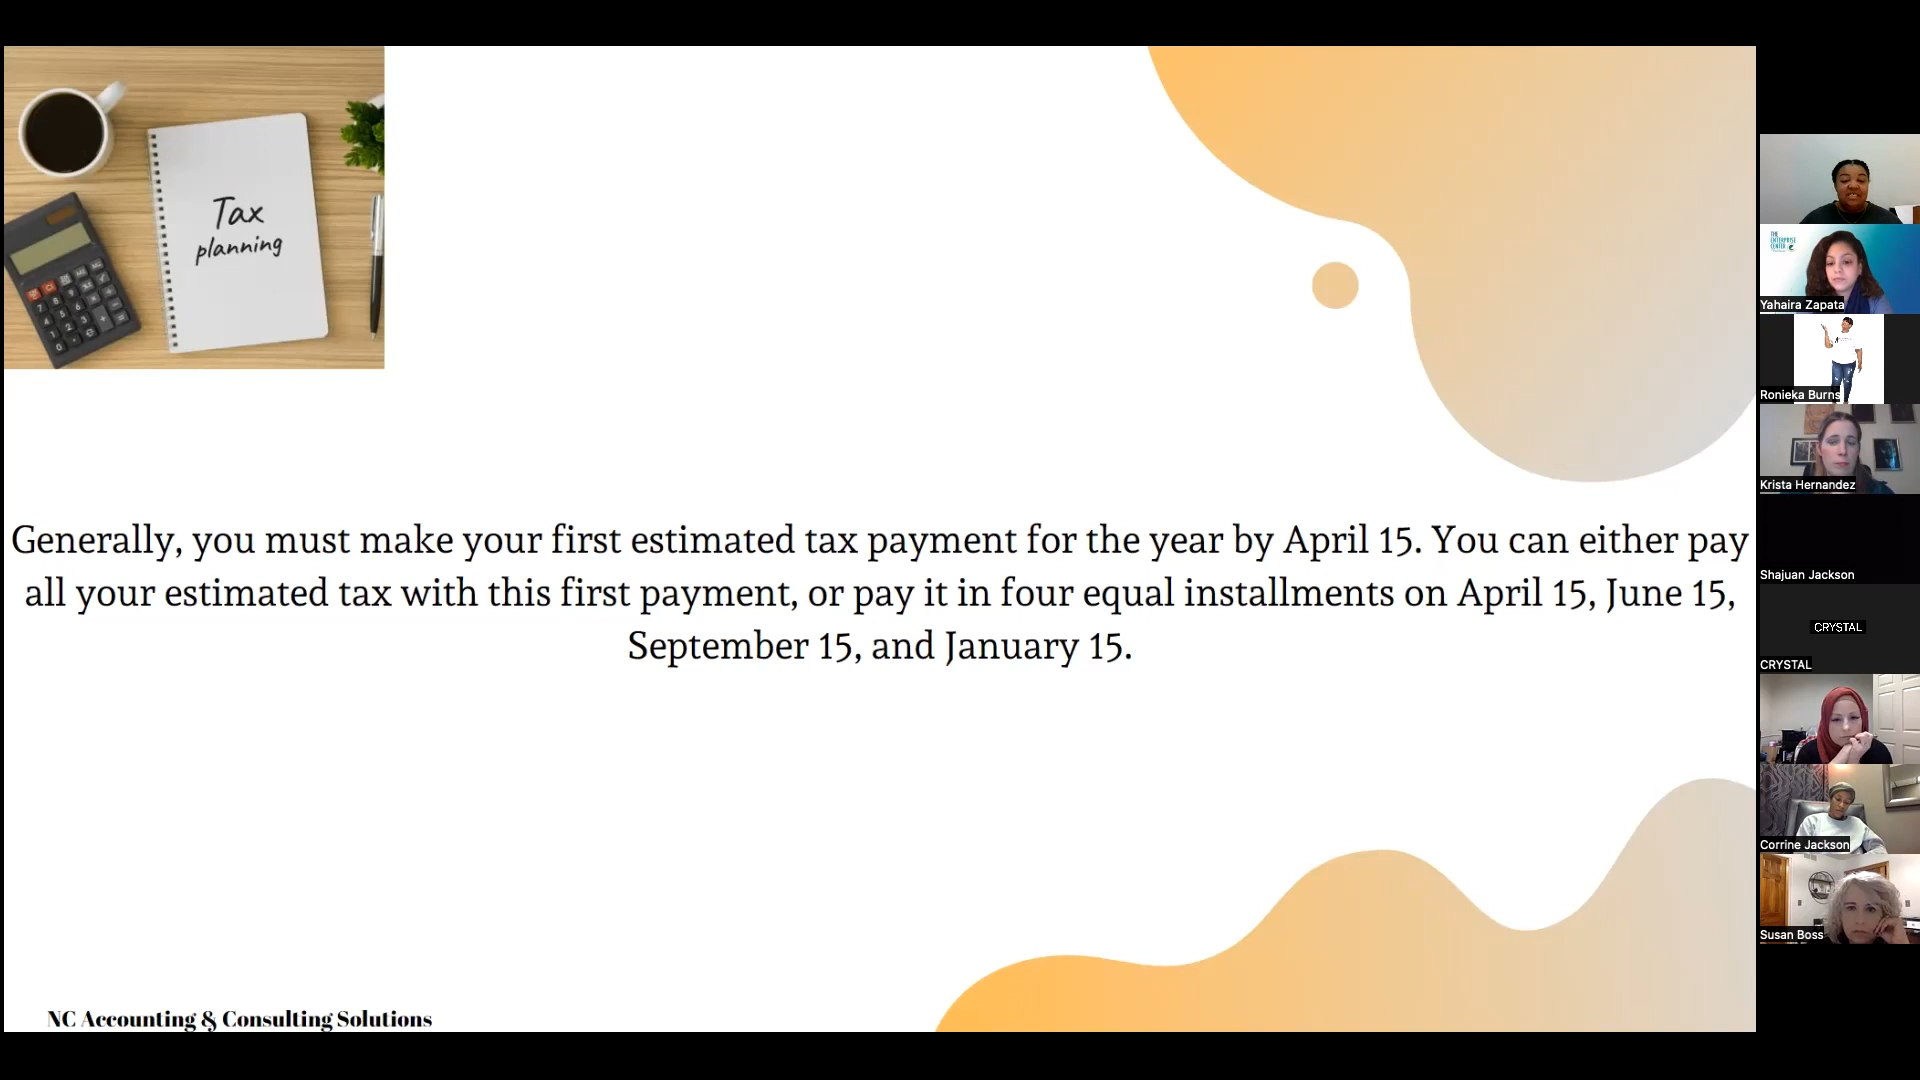 Tax
planning
Generally, you must make your first estimated tax payment for the year by April 15. You can either pay
all your estimated tax with this first payment, or pay it in four equal installments on April 15, June 15,
September 15, and January 15.
NC Accounting & Consulting Solutions
THE
ENTERPRISE
CENTER
Yahaira Zapata
Ronieka Burns
Krista Hernandez
Shajuan Jackson
CRYSTAL
CRYSTAL
Corrine Jackson
Susan Boss